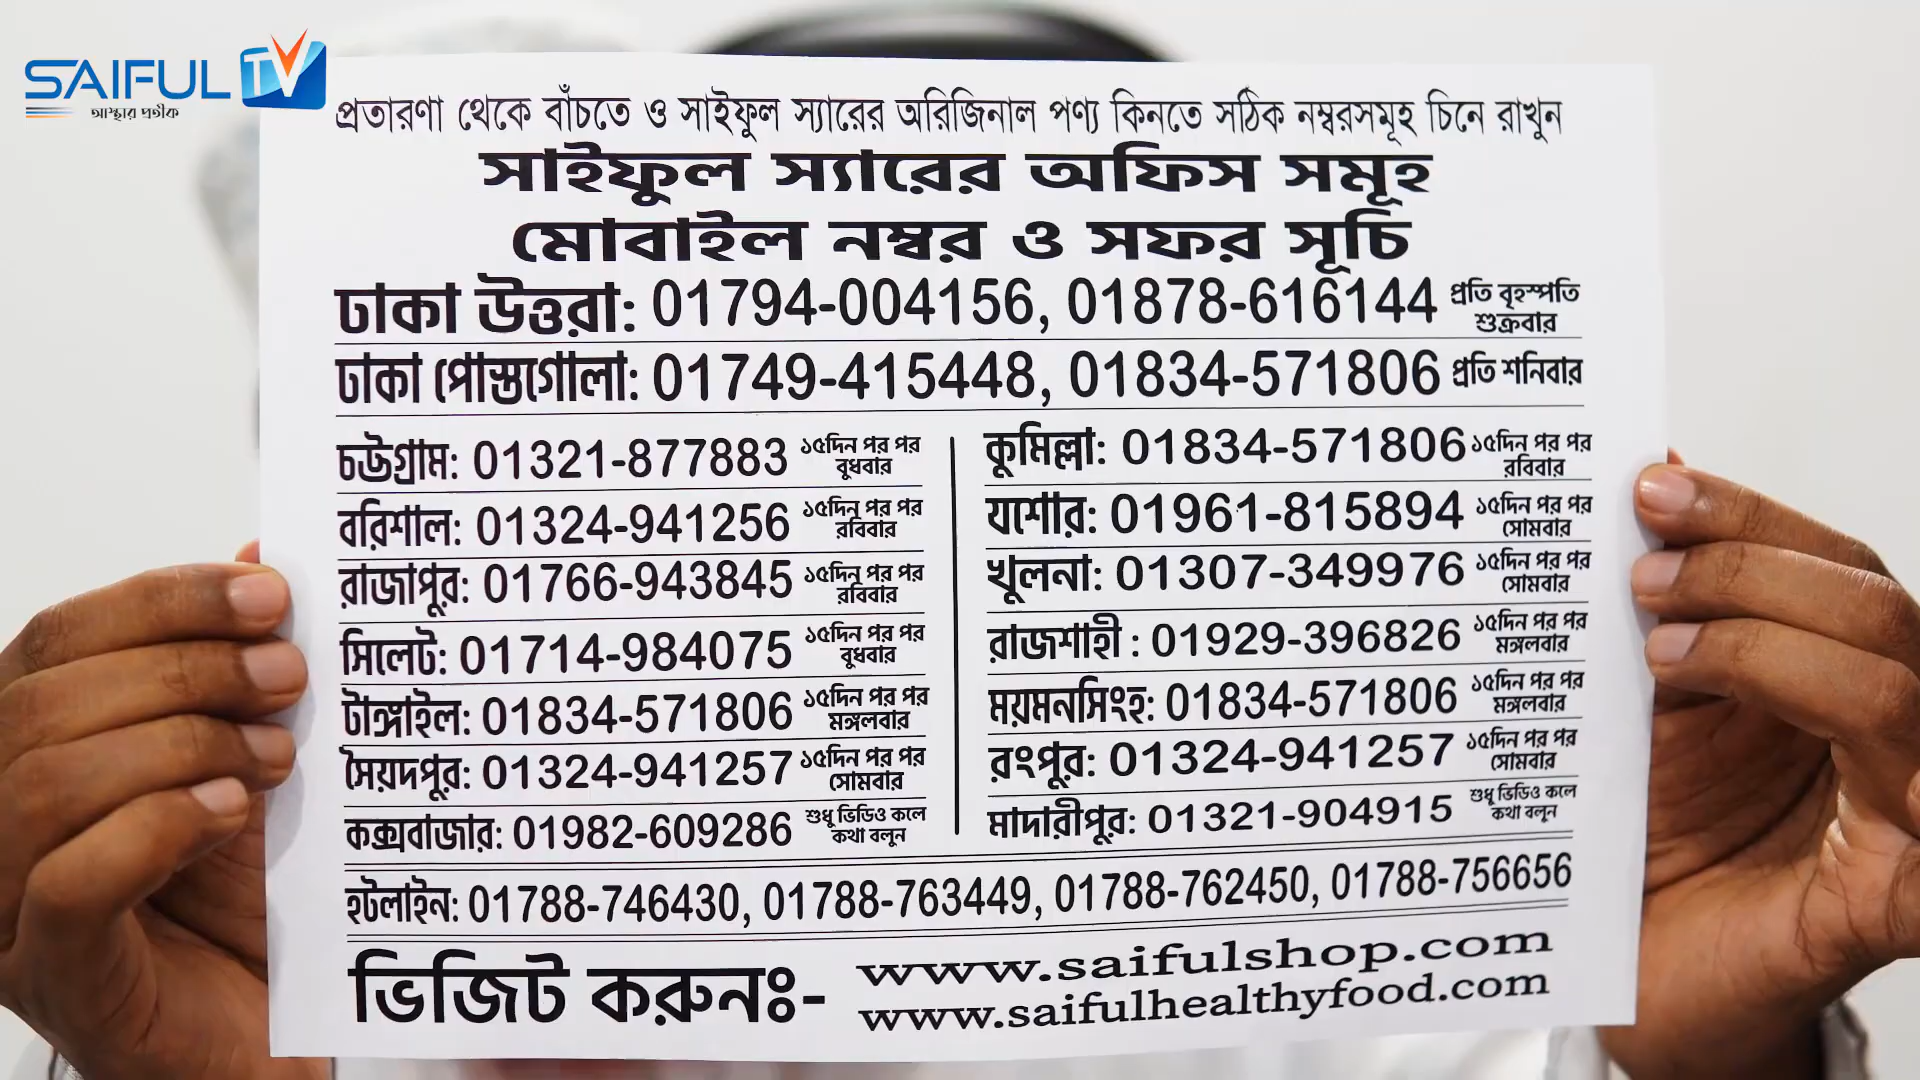 SAIFUL TV
আস্থার প্রতীক
প্রতারণা থেকে বাঁচতে ও সাইফুল স্যারের অরিজিনাল পণ্য কিনতে সঠিক নম্বরসমূহ চিনে রাখুন
সাইফুল স্যারের অফিস সমূহ
মোবাইল নম্বর ও সফর সূচি
ঢাকা উত্তরা: 01794-004156, 01878-616144 প্রতি বৃহস্পতি
শুক্রবার
ঢাকা পোস্তগোলা: 01749-415448, 01834-571806 প্রতি শনিবার
চট্টগ্রাম: 01321-877883 ১৫দিন পর পর
বুধবার
বরিশাল: 01324-941256 ১৫দিন পর পর
রবিবার
রাজাপুর: 01766-943845 ১৫দিন পর পর
রবিবার
সিলেট: 01714-984075 ১৫দিন পর পর
বুধবার
টাঙ্গাইল: 01834-571806 ১৫দিন পর পর
মঙ্গলবার
সৈয়দপুর: 01324-941257 ১৫দিন পর পর
সোমবার
কক্সবাজার: 01982-609286 শুধু ভিডিও কলে
কথা বলুন
কুমিল্লা: 01834-571806 ১৫দিন পর পর
রবিবার
যশোর: 01961-815894 ১৫দিন পর পর
সোমবার
খুলনা: 01307-349976 ১৫দিন পর পর
সোমবার
রাজশাহী : 01929-396826 ১৫দিন পর পর
মঙ্গলবার
ময়মনসিংহ: 01834-571806 ১৫দিন পর পর
মঙ্গলবার
রংপুর: 01324-941257 ১৫দিন পর পর
সোমবার
মাদারীপুর: 01321-904915 শুধু ভিডিও কলে
কথা বলুন
হটলাইন: 01788-746430, 01788-763449, 01788-762450, 01788-756656
ভিজিট করুনঃ- www.saifulshop.com
www.saifulhealthyfood.com